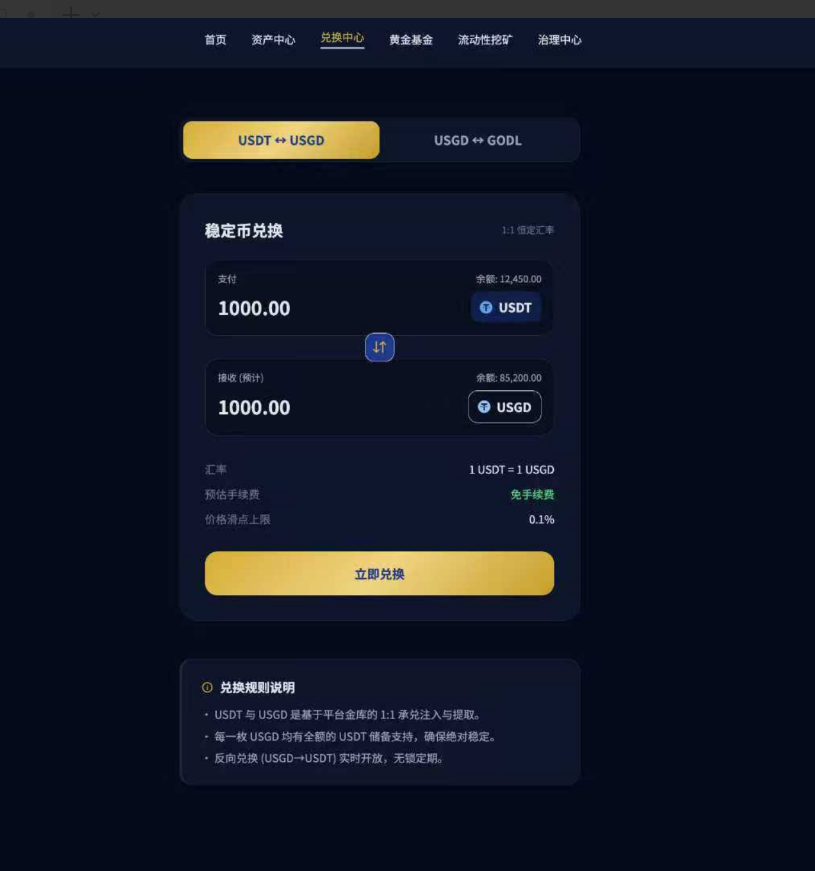 首页 资产中心 兑换中心 黄金基金 流动性挖矿 治理中心
USDT ↔ USGD USGD ↔ GODL
稳定币兑换 1:1 恒定汇率
支付 余额: 12,450.00
1000.00 USDT
接收 (预计) 余额: 85,200.00
1000.00 USGD
汇率 1 USDT = 1 USGD
预估手续费 免手续费
价格滑点上限 0.1%
立即兑换
兑换规则说明
• USDT 与 USGD 是基于平台金库的 1:1 承兑注入与提取。
• 每一枚 USGD 均有全额的 USDT 储备支持，确保绝对稳定。
• 反向兑换 (USGD→USDT) 实时开放，无锁定期。